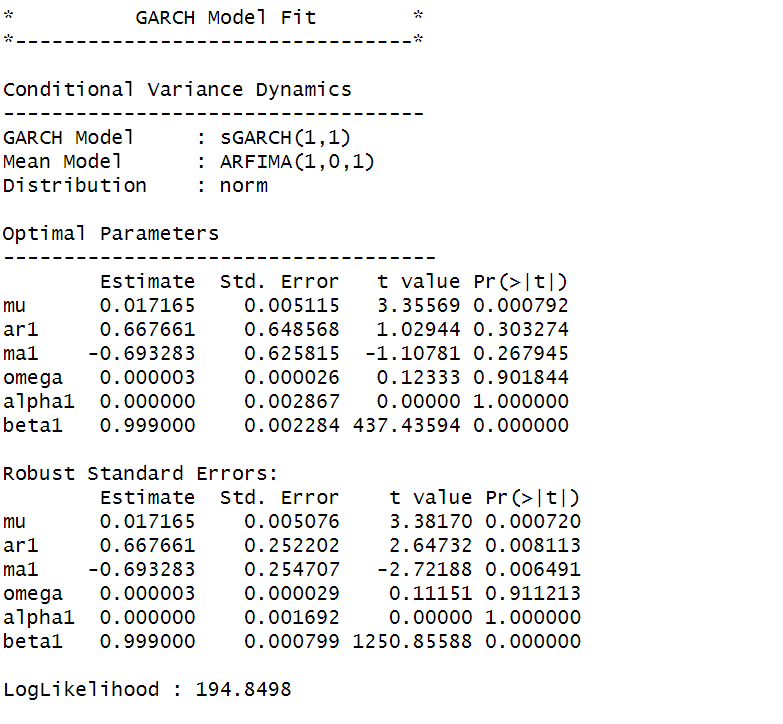 *          GARCH Model Fit        *
*---------------------------------*

Conditional Variance Dynamics
-----------------------------------
GARCH Model     : sGARCH(1,1)
Mean Model      : ARFIMA(1,0,1)
Distribution    : norm

Optimal Parameters
------------------------------------
        Estimate  Std. Error   t value Pr(>|t|)
mu      0.017165    0.005115   3.35569 0.000792
ar1     0.667661    0.648568   1.02944 0.303274
ma1    -0.693283    0.625815  -1.10781 0.267945
omega   0.000003    0.000026   0.12333 0.901844
alpha1  0.000000    0.002867   0.00000 1.000000
beta1   0.999000    0.002284 437.43594 0.000000

Robust Standard Errors:
        Estimate  Std. Error    t value Pr(>|t|)
mu      0.017165    0.005076    3.38170 0.000720
ar1     0.667661    0.252202    2.64732 0.008113
ma1    -0.693283    0.254707   -2.72188 0.006491
omega   0.000003    0.000029    0.11151 0.911213
alpha1  0.000000    0.001692    0.00000 1.000000
beta1   0.999000    0.000799 1250.85588 0.000000

LogLikelihood : 194.8498